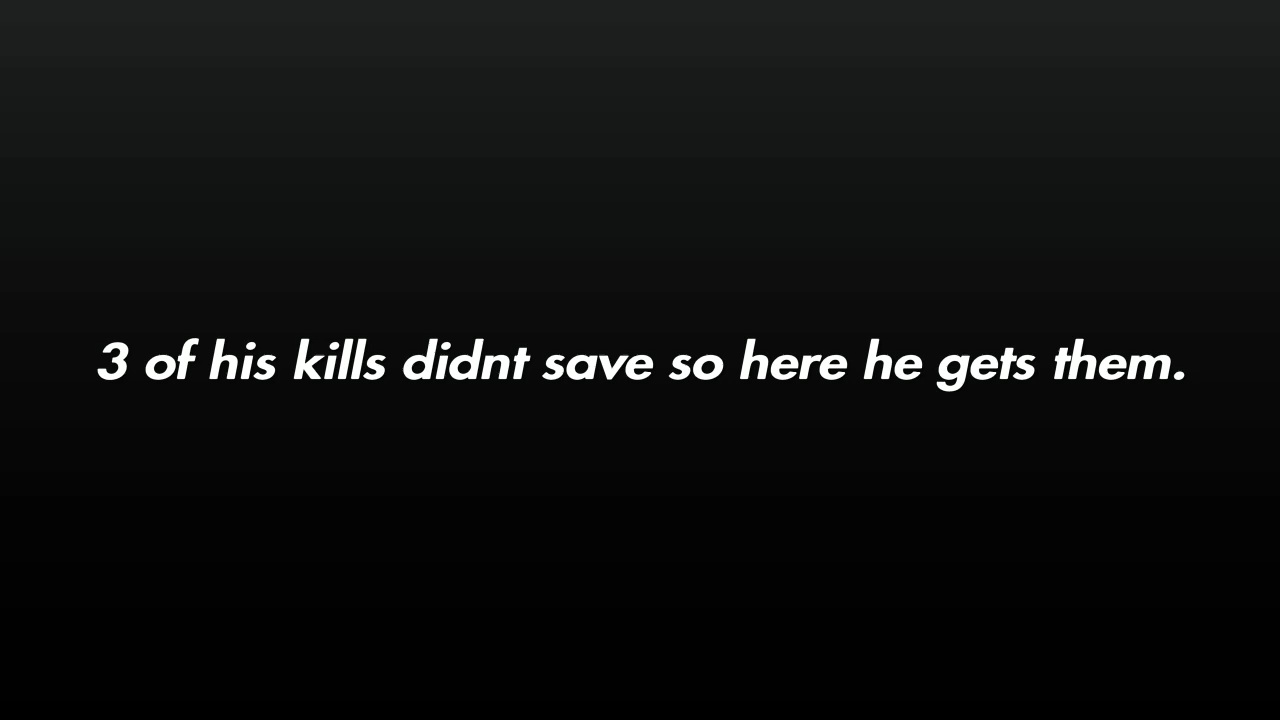 3 of his kills didnt save so here he gets them.